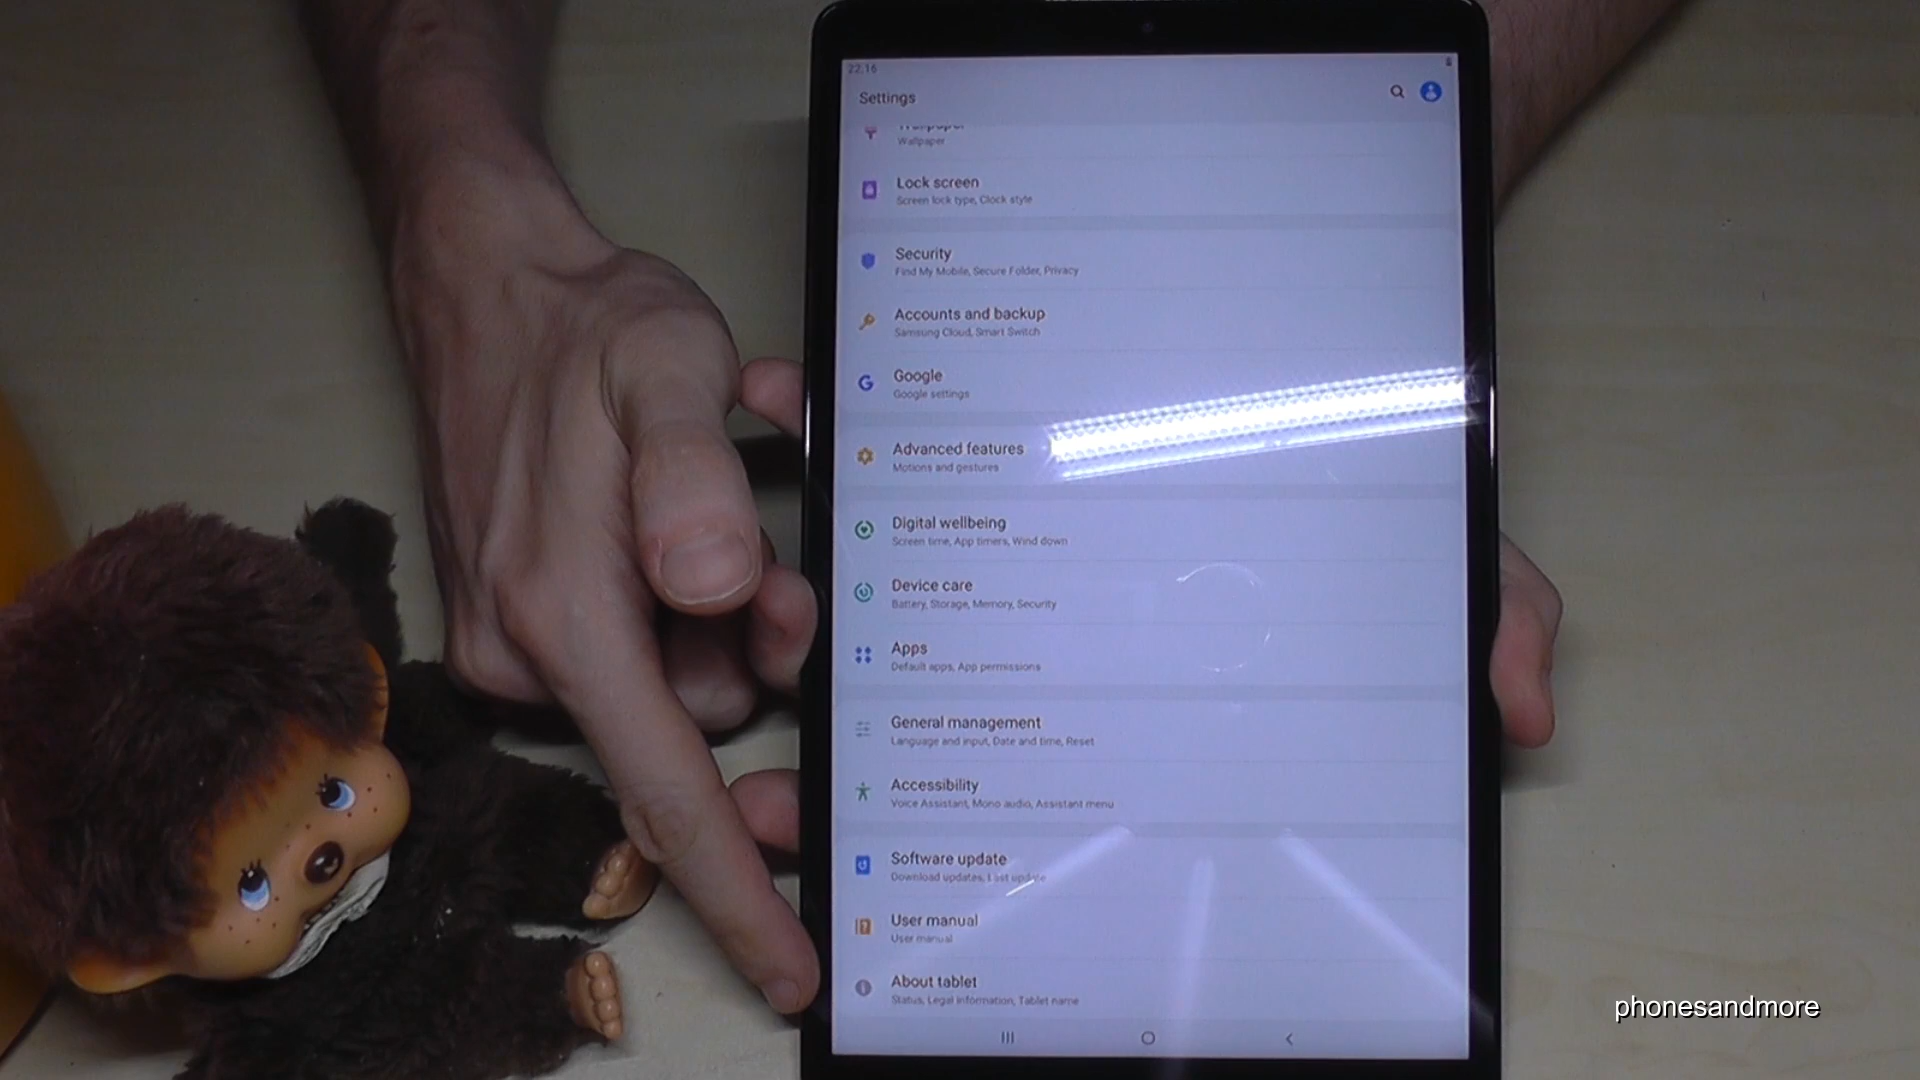 22:16
Settings
Wallpaper
Wallpaper
Lock screen
Screen lock type, Clock style
Security
Find My Mobile, Secure Folder, Privacy
Accounts and backup
Samsung Cloud, Smart Switch
Google
Google settings
Advanced features
Motions and gestures
Digital wellbeing
Screen time, App timers, Wind down
Device care
Battery, Storage, Memory, Security
Apps
Default apps, App permissions
General management
Language and input, Date and time, Reset
Accessibility
Voice Assistant, Mono audio, Assistant menu
Software update
Download updates, Last update
User manual
User manual
About tablet
Status, Legal information, Tablet name
phonesandmore